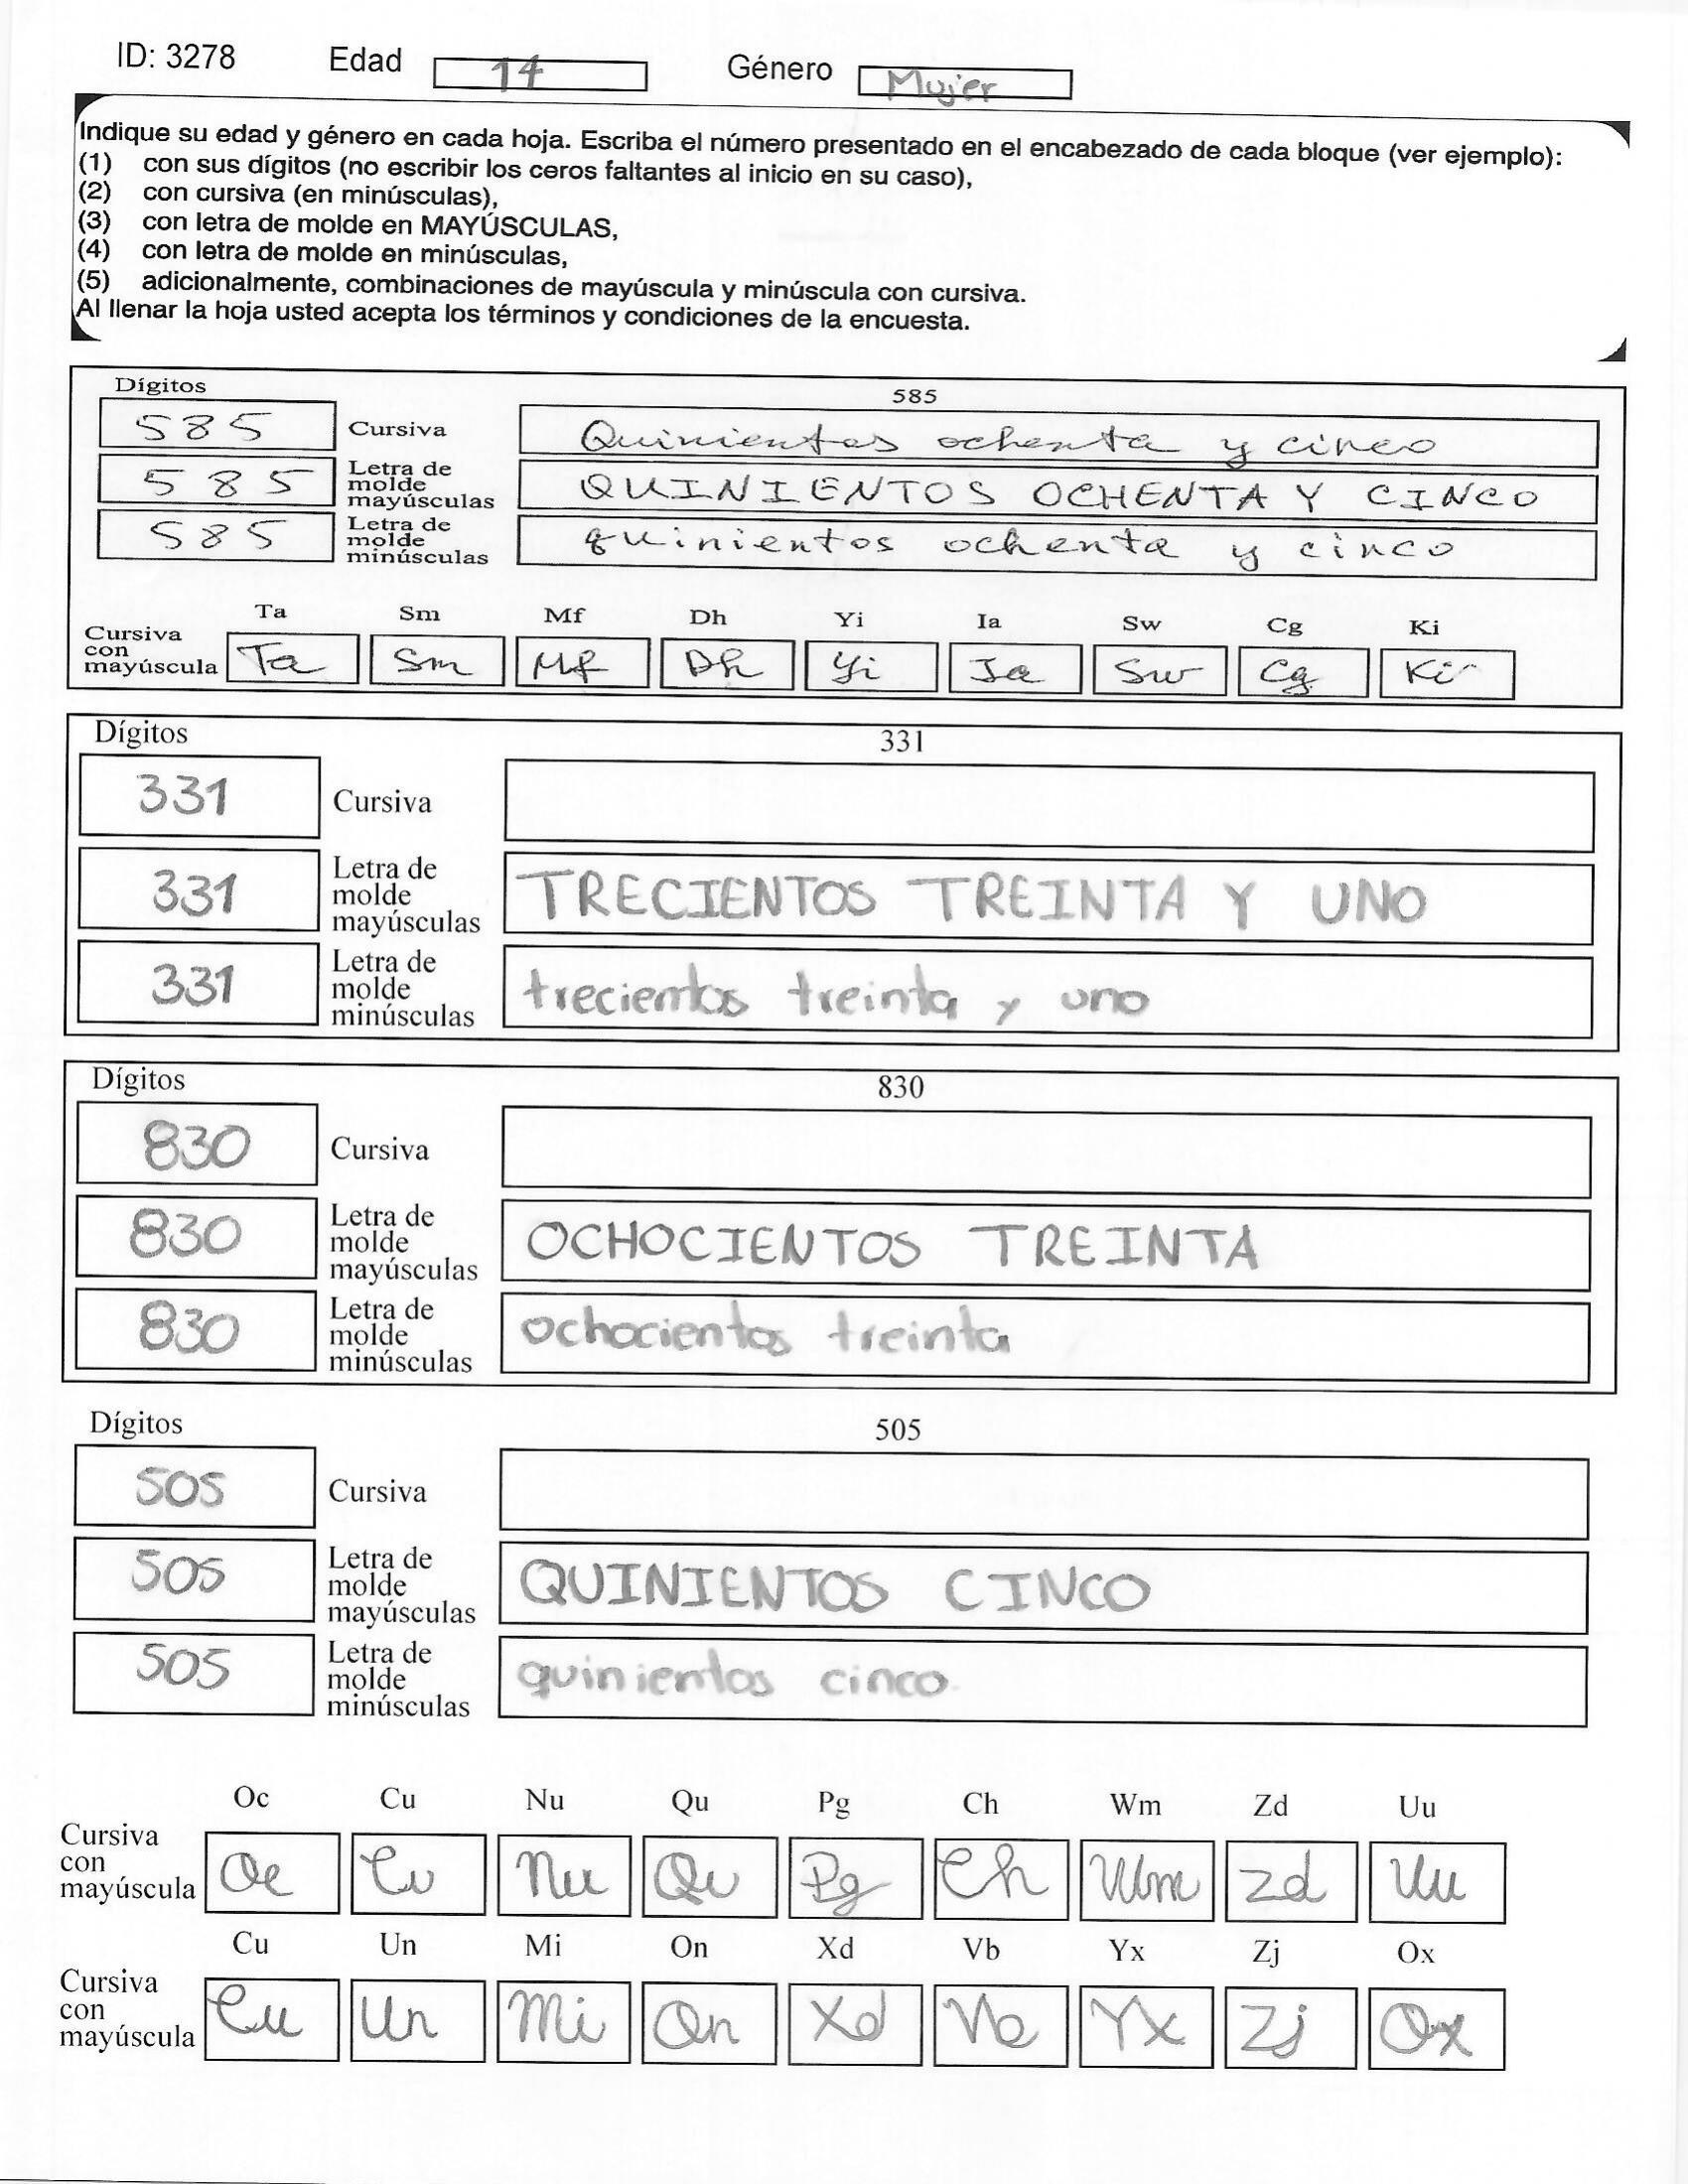 ID: 3278 Edad 14 Género Mujer
Indique su edad y género en cada hoja. Escriba el número presentado en el encabezado de cada bloque (ver ejemplo):
(1) con sus dígitos (no escribir los ceros faltantes al inicio en su caso),
(2) con cursiva (en minúsculas),
(3) con letra de molde en MAYÚSCULAS,
(4) con letra de molde en minúsculas,
(5) adicionalmente, combinaciones de mayúscula y minúscula con cursiva.
Al llenar la hoja usted acepta los términos y condiciones de la encuesta.
Dígitos 585
585 Cursiva Quinientos ochenta y cinco
585 Letra de molde mayúsculas QUINIENTOS OCHENTA Y CINCO
585 Letra de molde minúsculas quinientos ochenta y cinco
Ta Sm Mf Dh Yi Ia Sw Cg Ki
Cursiva con mayúscula Ta Sm Mf Dh Yi Ia Sw Cg Ki
Dígitos 331
331 Cursiva
331 Letra de molde mayúsculas TRECIENTOS TREINTA Y UNO
331 Letra de molde minúsculas trecientos treinta y uno
Dígitos 830
830 Cursiva
830 Letra de molde mayúsculas OCHOCIENTOS TREINTA
830 Letra de molde minúsculas ochocientos treinta
Dígitos 505
505 Cursiva
505 Letra de molde mayúsculas QUINIENTOS CINCO
505 Letra de molde minúsculas quinientos cinco
Oc Cu Nu Qu Pg Ch Wm Zd Uu
Cursiva con mayúscula Oc Cu Nu Qu Pg Ch Wm Zd Uu
Cu Un Mi On Xd Vb Yx Zj Ox
Cursiva con mayúscula Cu Un Mi On Xd Vb Yx Zj Ox